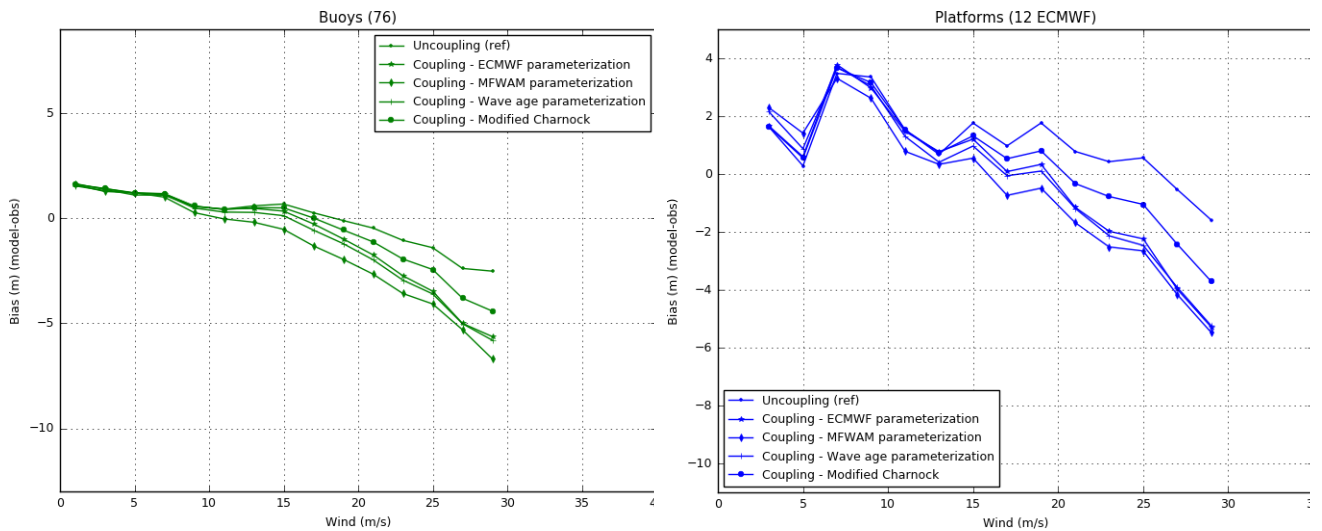 Buoys (76)
Uncoupling (ref)
Coupling - ECMWF parameterization
Coupling - MFWAM parameterization
Coupling - Wave age parameterization
Coupling - Modified Charnock
5
0
−5
−10
Bias (m) (model-obs)
0 5 10 15 20 25 30 35 4
Wind (m/s)
Platforms (12 ECMWF)
4
2
0
−2
−4
−6
−8
−10
Bias (m) (model-obs)
Uncoupling (ref)
Coupling - ECMWF parameterization
Coupling - MFWAM parameterization
Coupling - Wave age parameterization
Coupling - Modified Charnock
0 5 10 15 20 25 30 3
Wind (m/s)